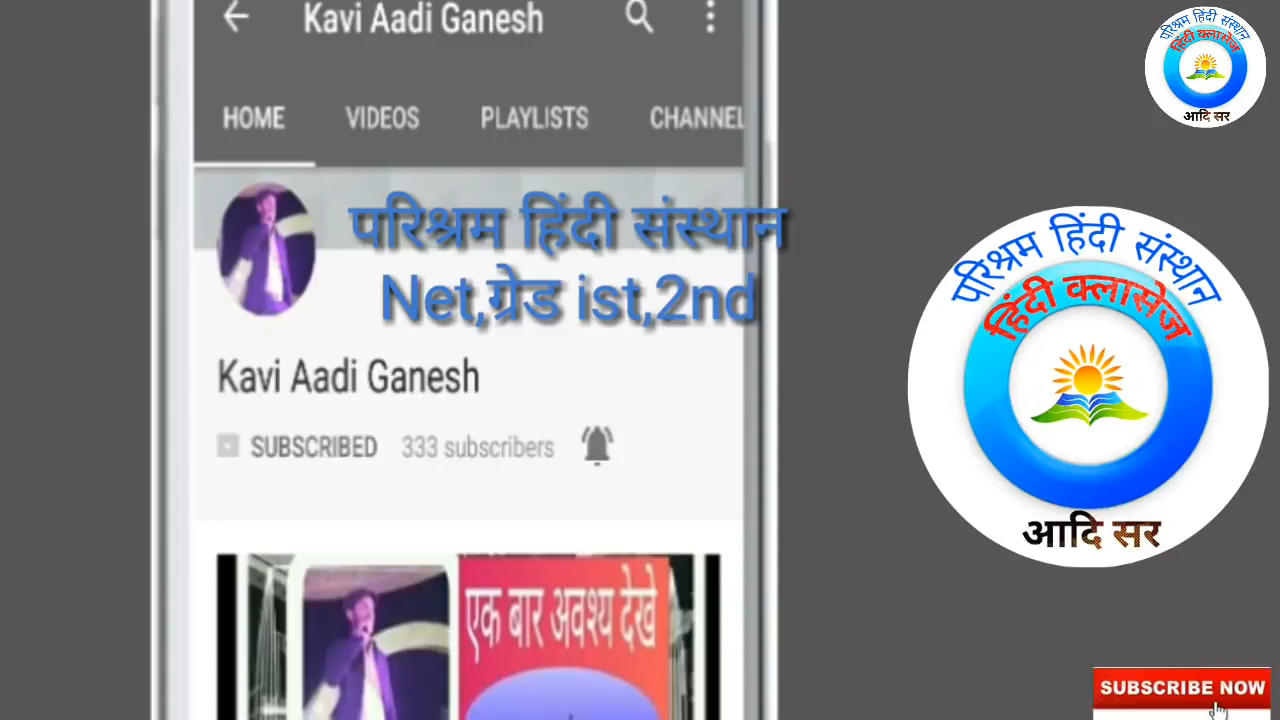 Kavi Aadi Ganesh
HOME VIDEOS PLAYLISTS CHANNEL
परिश्रम हिंदी संस्थान
Net,ग्रेड ist,2nd
Kavi Aadi Ganesh
SUBSCRIBED 333 subscribers
एक बार अवश्य देखे
परिश्रम हिंदी संस्थान
हिंदी क्लासेज
आदि सर
परिश्रम हिंदी संस्थान
हिंदी क्लासेज
आदि सर
SUBSCRIBE NOW